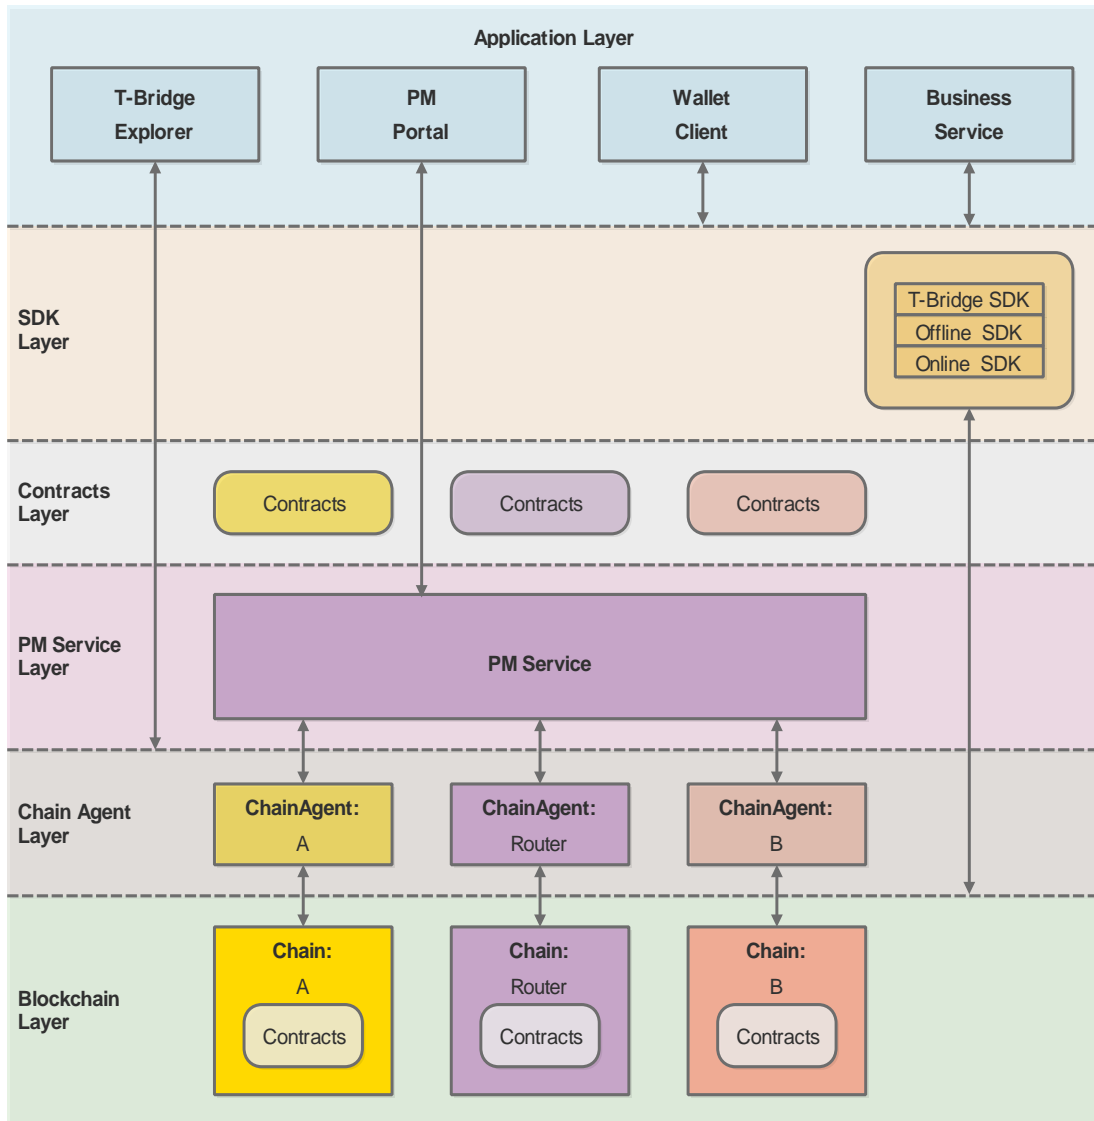 Application Layer
T-Bridge
Explorer
PM
Portal
Wallet
Client
Business
Service
SDK
Layer
T-Bridge SDK
Offline SDK
Online SDK
Contracts
Layer
Contracts
Contracts
Contracts
PM Service
Layer
PM Service
Chain Agent
Layer
ChainAgent:
A
ChainAgent:
Router
ChainAgent:
B
Blockchain
Layer
Chain:
A
Contracts
Chain:
Router
Contracts
Chain:
B
Contracts